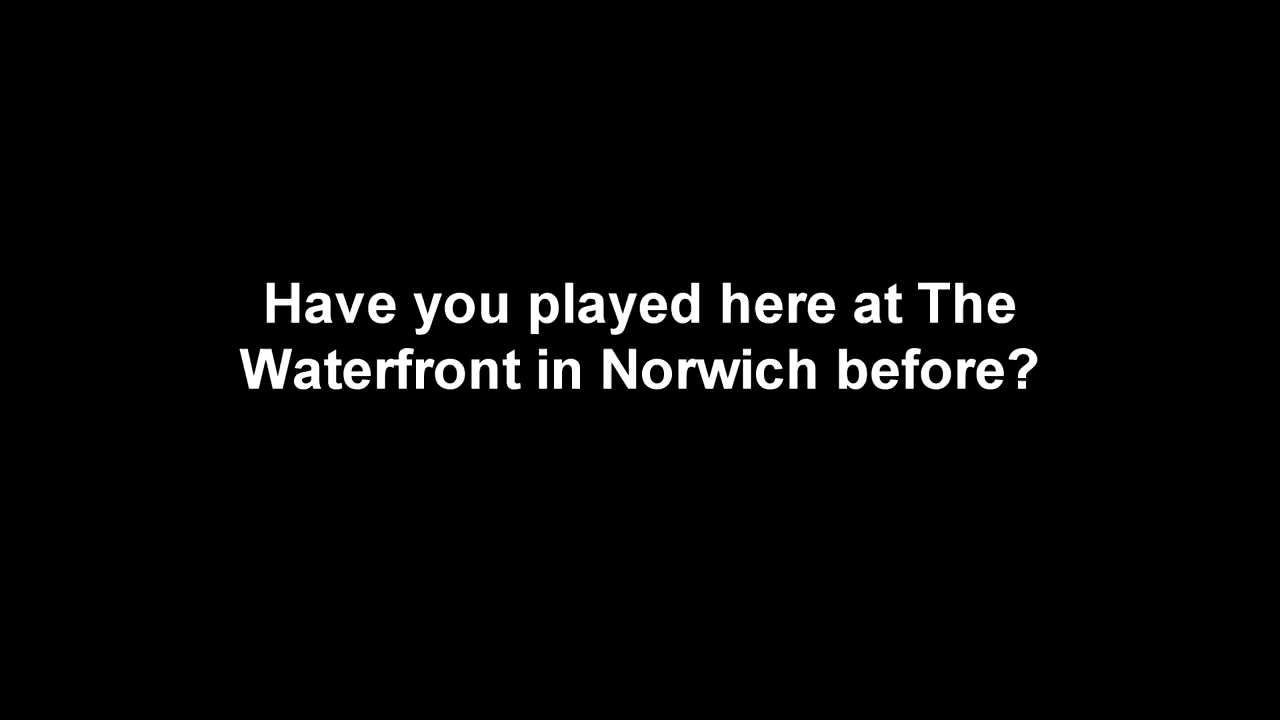 Have you played here at The
Waterfront in Norwich before?